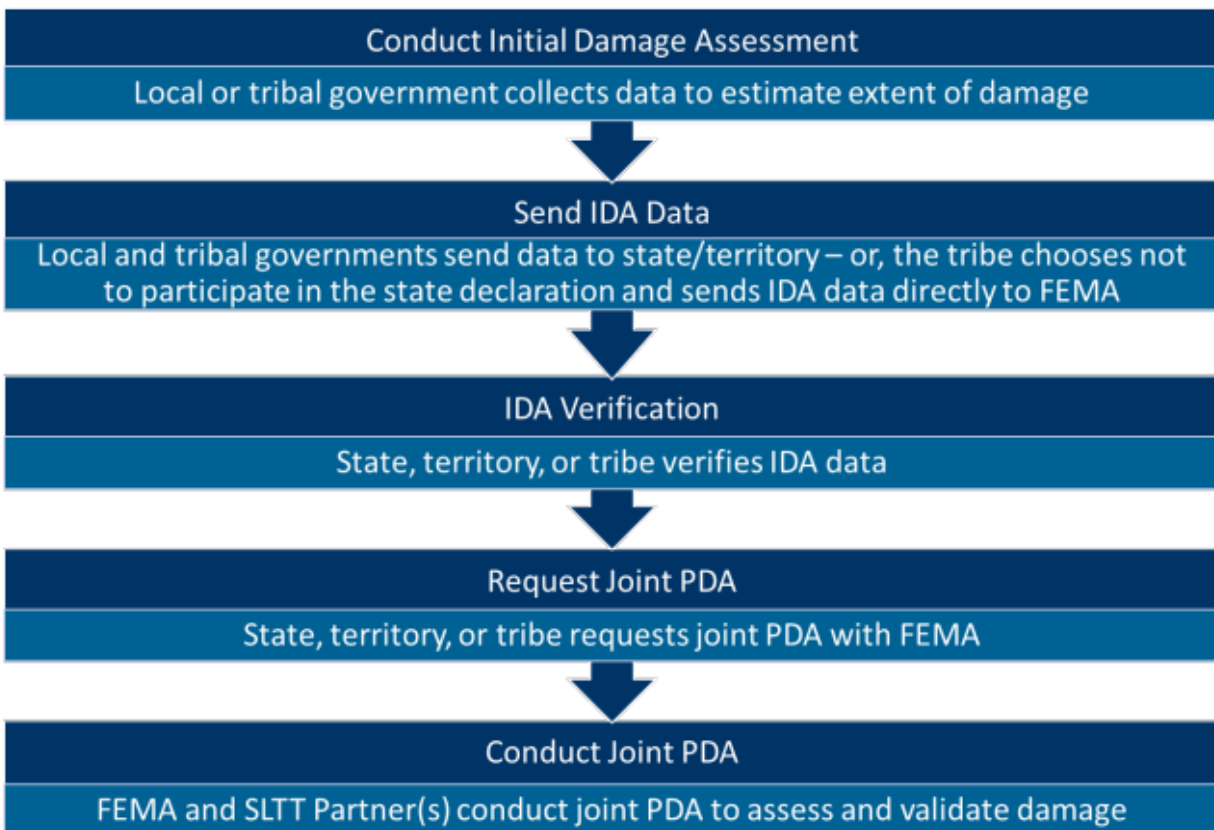 Conduct Initial Damage Assessment
Local or tribal government collects data to estimate extent of damage
Send IDA Data
Local and tribal governments send data to state/territory – or, the tribe chooses not
to participate in the state declaration and sends IDA data directly to FEMA
IDA Verification
State, territory, or tribe verifies IDA data
Request Joint PDA
State, territory, or tribe requests joint PDA with FEMA
Conduct Joint PDA
FEMA and SLTT Partner(s) conduct joint PDA to assess and validate damage